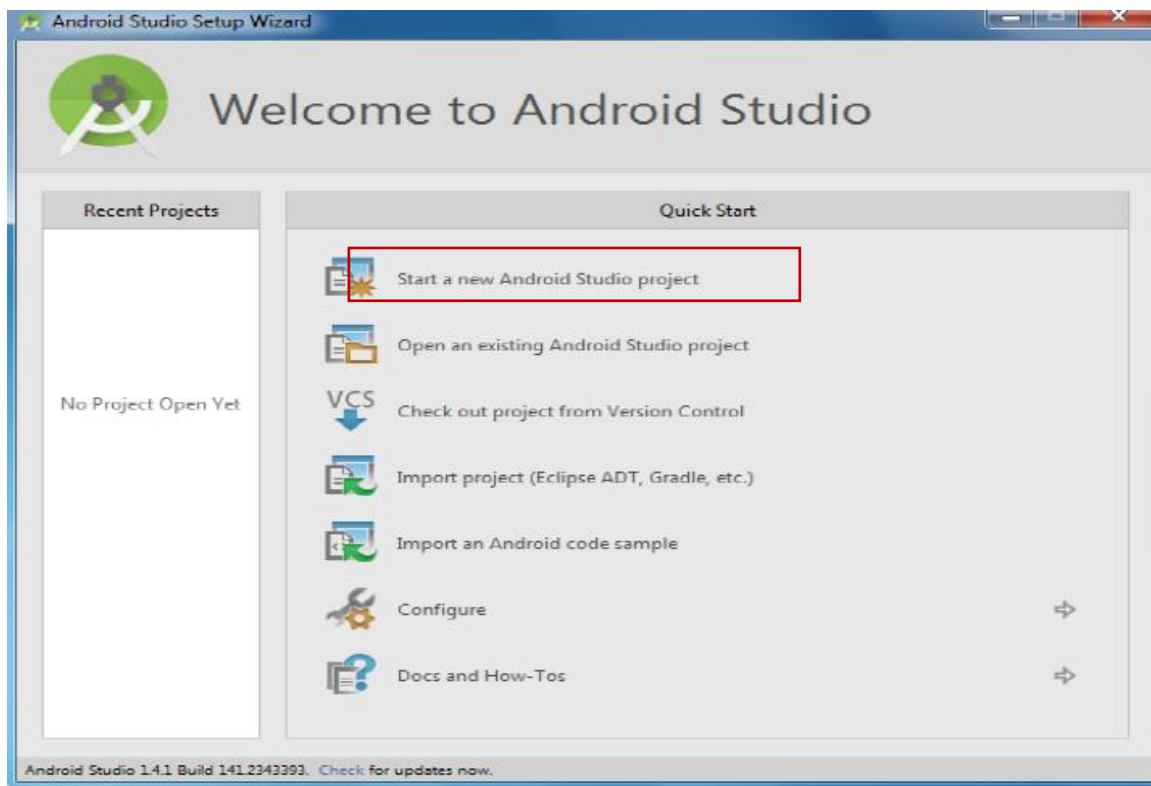 Android Studio Setup Wizard
Welcome to Android Studio
Recent Projects
No Project Open Yet
Quick Start
Start a new Android Studio project
Open an existing Android Studio project
VCS
Check out project from Version Control
Import project (Eclipse ADT, Gradle, etc.)
Import an Android code sample
Configure
Docs and How-Tos
Android Studio 1.4.1 Build 141.2343393. Check for updates now.